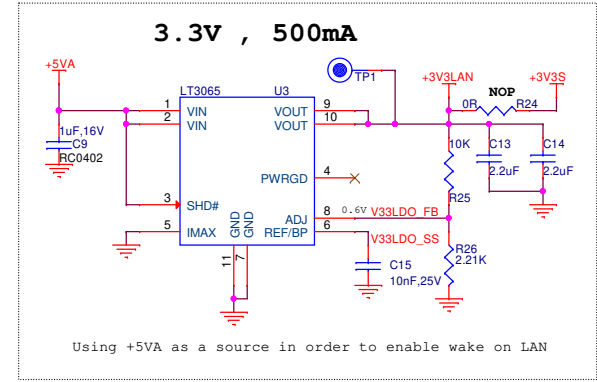 3.3V , 500mA
+5VA
TP1
+3V3LAN
+3V3S
LT3065 U3
NOP
0R R24
1 VIN VOUT 9
2 VIN VOUT 10
1uF,16V
C9
RC0402
10K
C13
C14
2.2uF
2.2uF
PWRGD 4
R25
3 SHD#
ADJ 8 0.6V V33LDO_FB
5 IMAX REF/BP 6 V33LDO_SS
GND
GND
11
7
R26
2.21K
C15
10nF,25V
Using +5VA as a source in order to enable wake on LAN